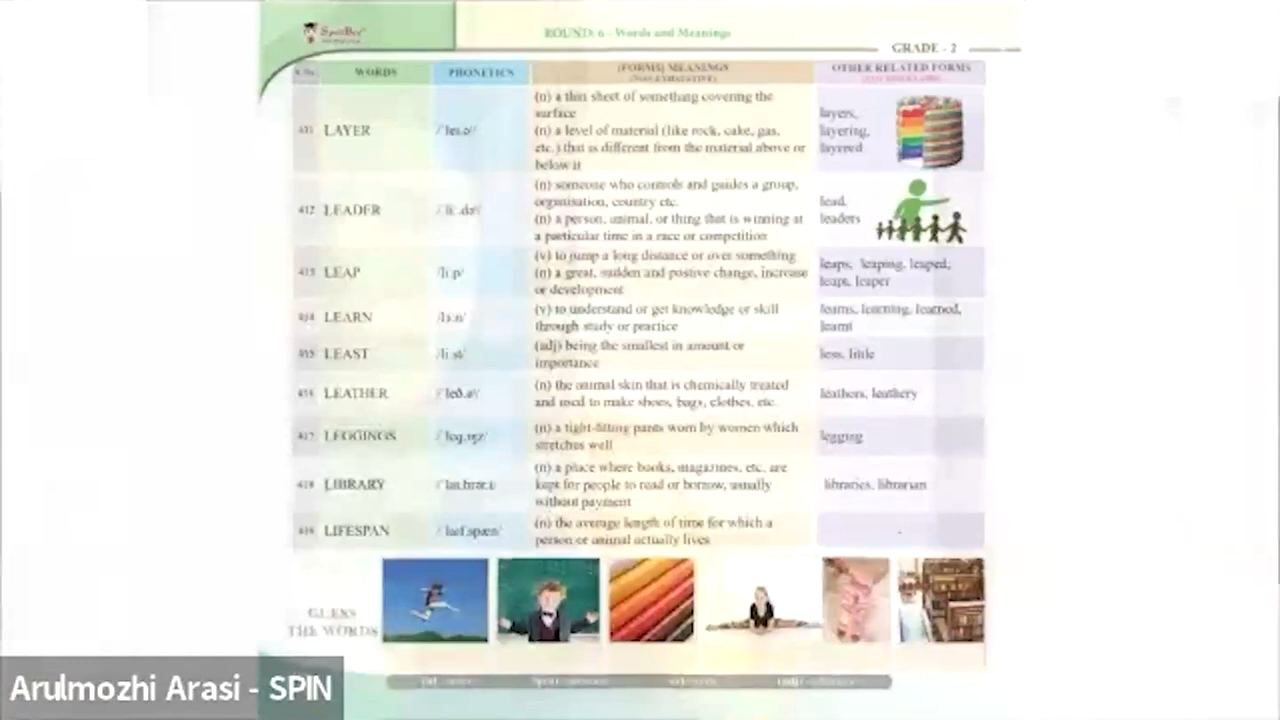 SpellBee
ROUND: 6 - Words and Meanings
GRADE - 2
WORDS
PHONETICS
(FORMS) MEANINGS
(NON-EXHAUSTIVE)
OTHER RELATED FORMS
LAYER
(n) a thin sheet of something covering the
surface
(n) a level of material (like rock, cake, gas,
etc.) that is different from the material above or
below it
layers,
layering,
layered
412 LEADER
(n) someone who controls and guides a group,
organisation, country etc.
(n) a person, animal, or thing that is winning at
a particular time in a race or competition
lead,
leaders
LEAP
(v) to jump a long distance or over something
(n) a great, sudden and postive change, increase
or development
leaps, leaping, leaped,
leapt, leaper
LEARN
(v) to understand or get knowledge or skill
through study or practice
learns, learning, learned,
learnt
LEAST
(adj) being the smallest in amount or
importance
less, little
LEATHER
(n) the animal skin that is chemically treated
and used to make shoes, bags, clothes, etc.
leathers, leathery
LEGGINGS
(n) a tight-fitting pants worn by women which
stretches well
legging
LIBRARY
(n) a place where books, magazines, etc. are
kept for people to read or borrow, usually
without payment
libraries, librarian
LIFESPAN
(n) the average length of time for which a
person or animal actually lives
-
GUESS
THE WORDS
Arulmozhi Arasi - SPIN